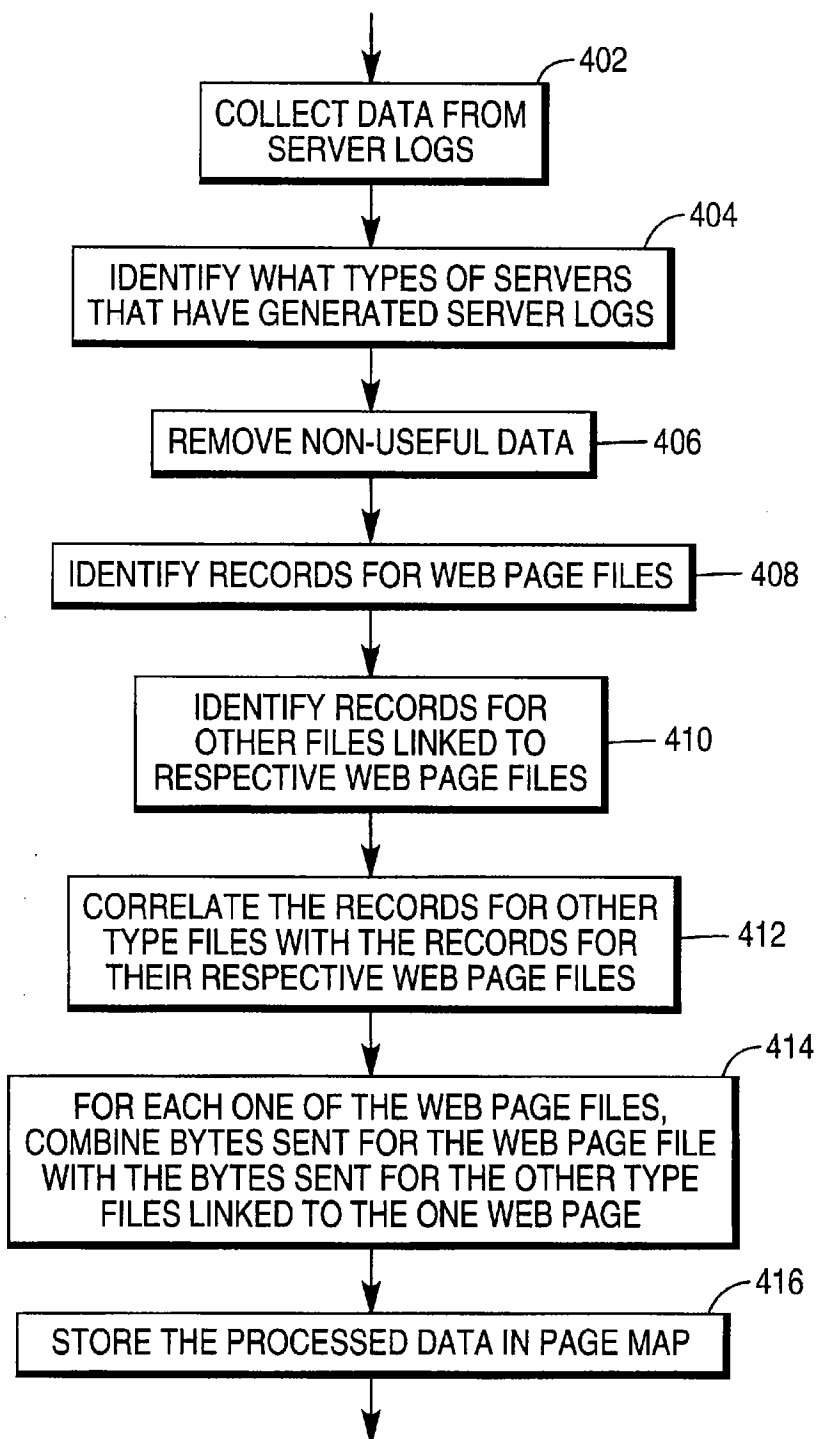 402
COLLECT DATA FROM
SERVER LOGS
404
IDENTIFY WHAT TYPES OF SERVERS
THAT HAVE GENERATED SERVER LOGS
REMOVE NON-USEFUL DATA
406
IDENTIFY RECORDS FOR WEB PAGE FILES
408
IDENTIFY RECORDS FOR
OTHER FILES LINKED TO
RESPECTIVE WEB PAGE FILES
410
CORRELATE THE RECORDS FOR OTHER
TYPE FILES WITH THE RECORDS FOR
THEIR RESPECTIVE WEB PAGE FILES
412
414
FOR EACH ONE OF THE WEB PAGE FILES,
COMBINE BYTES SENT FOR THE WEB PAGE FILE
WITH THE BYTES SENT FOR THE OTHER TYPE
FILES LINKED TO THE ONE WEB PAGE
416
STORE THE PROCESSED DATA IN PAGE MAP